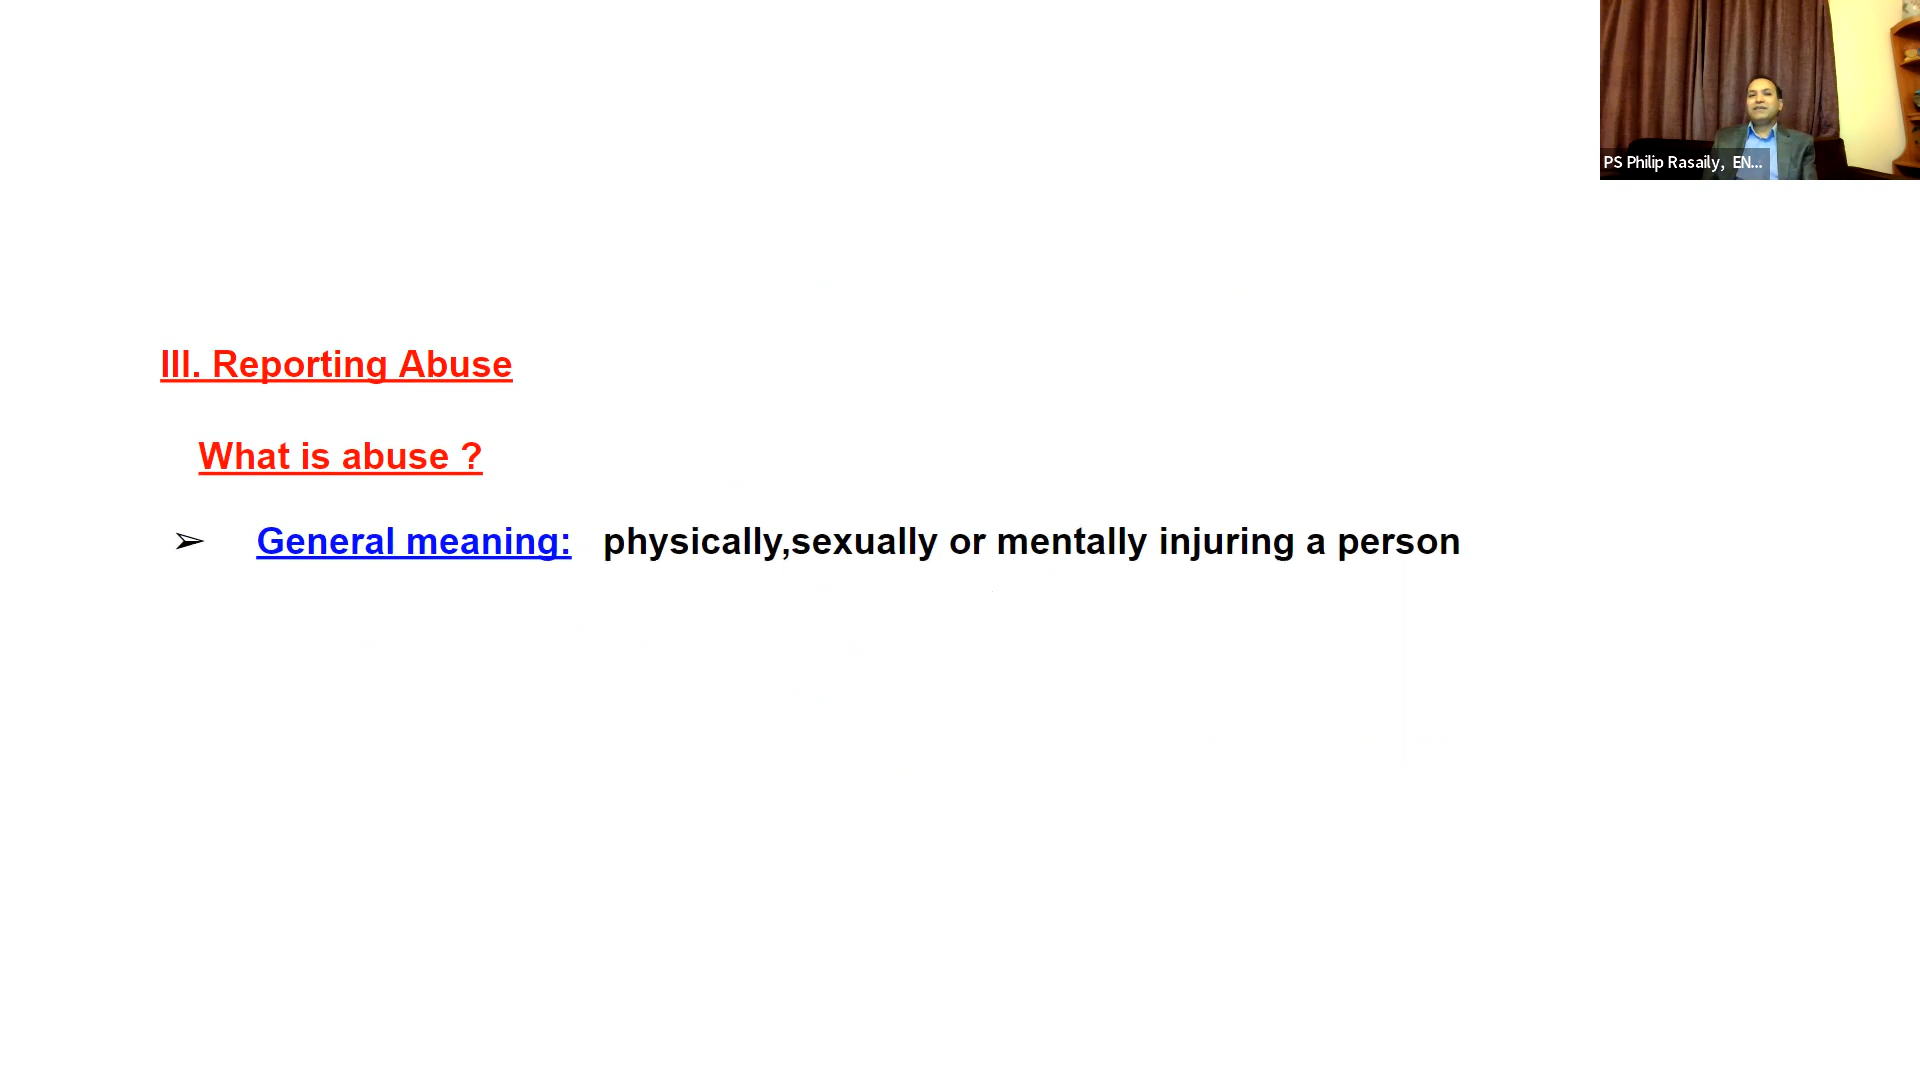 PS Philip Rasaily, EN...
III. Reporting Abuse
What is abuse ?
➢ General meaning: physically,sexually or mentally injuring a person